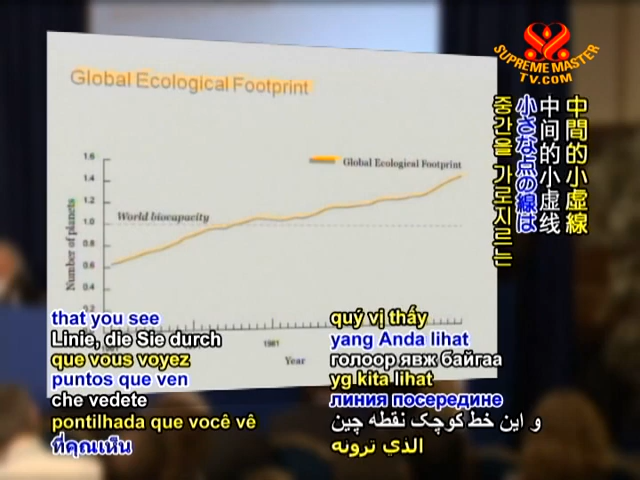 SUPREME MASTER
TV.COM
Global Ecological Footprint
Global Ecological Footprint
Number of planets
1.6
1.4
1.2
1.0
0.8
0.6
0.4
0.2
World biocapacity
1981
Year
中間的小虛線
中间的小虚线
小さな点の線は
중간을 가로지르는
that you see
Linie, die Sie durch
que vous voyez
puntos que ven
che vedete
pontilhada que você vê
ที่คุณเห็น
quý vị thấy
yang Anda lihat
голоор явж байгаа
yg kita lihat
линия посередине
و این خط کوچک نقطه چین
الذي ترونه